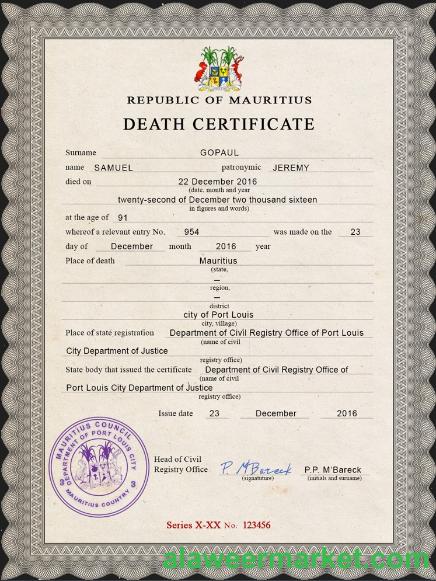 REPUBLIC OF MAURITIUS
DEATH CERTIFICATE
Surname GOPAUL
name SAMUEL patronymic JEREMY
died on 22 December 2016
(date, month and year
twenty-second of December two thousand sixteen
in figures and words)
at the age of 91
whereof a relevant entry No. 954 was made on the 23
day of December month 2016 year
Place of death Mauritius
(state,
—
region,
—
district
city of Port Louis
city, village)
Place of state registration Department of Civil Registry Office of Port Louis
(name of civil
City Department of Justice
registry office)
State body that issued the certificate Department of Civil Registry Office of
(name of civil
Port Louis City Department of Justice
registry office)
Issue date 23 December 2016
MAURITIUS COUNCIL
DEPARTMENT OF PORT LOUIS CITY
3 3
MAURITIUS COUNTRY
Head of Civil
Registry Office P. M'Bareck P.P. M'Bareck
(signature) (initials and surname)
Series X-XX No. 123456
alaweermarket.com